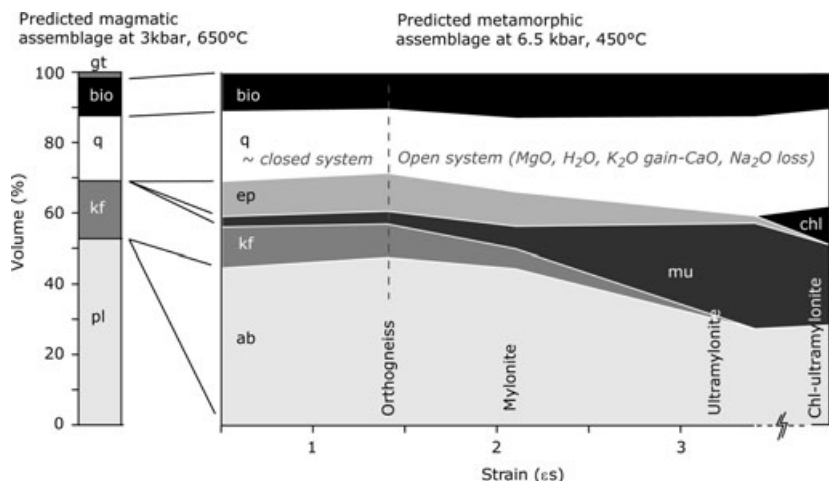 Predicted magmatic
assemblage at 3kbar, 650°C
Predicted metamorphic
assemblage at 6.5 kbar, 450°C
gt
100
bio
bio
80
q
q
~ closed system
Open system (MgO, H₂O, K₂O gain-CaO, Na₂O loss)
Volume (%)
60
kf
ep
chl
kf
mu
40
pl
ab
20
0
Orthogneiss
Mylonite
Ultramylonite
Chl-ultramylonite
1
2
3
Strain (εs)